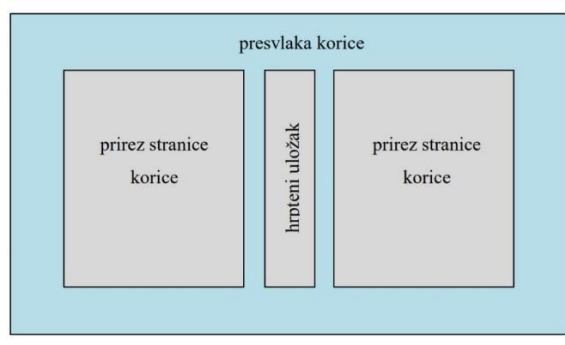 presvlaka korice
prirez stranice
korice
hrpteni uložak
prirez stranice
korice